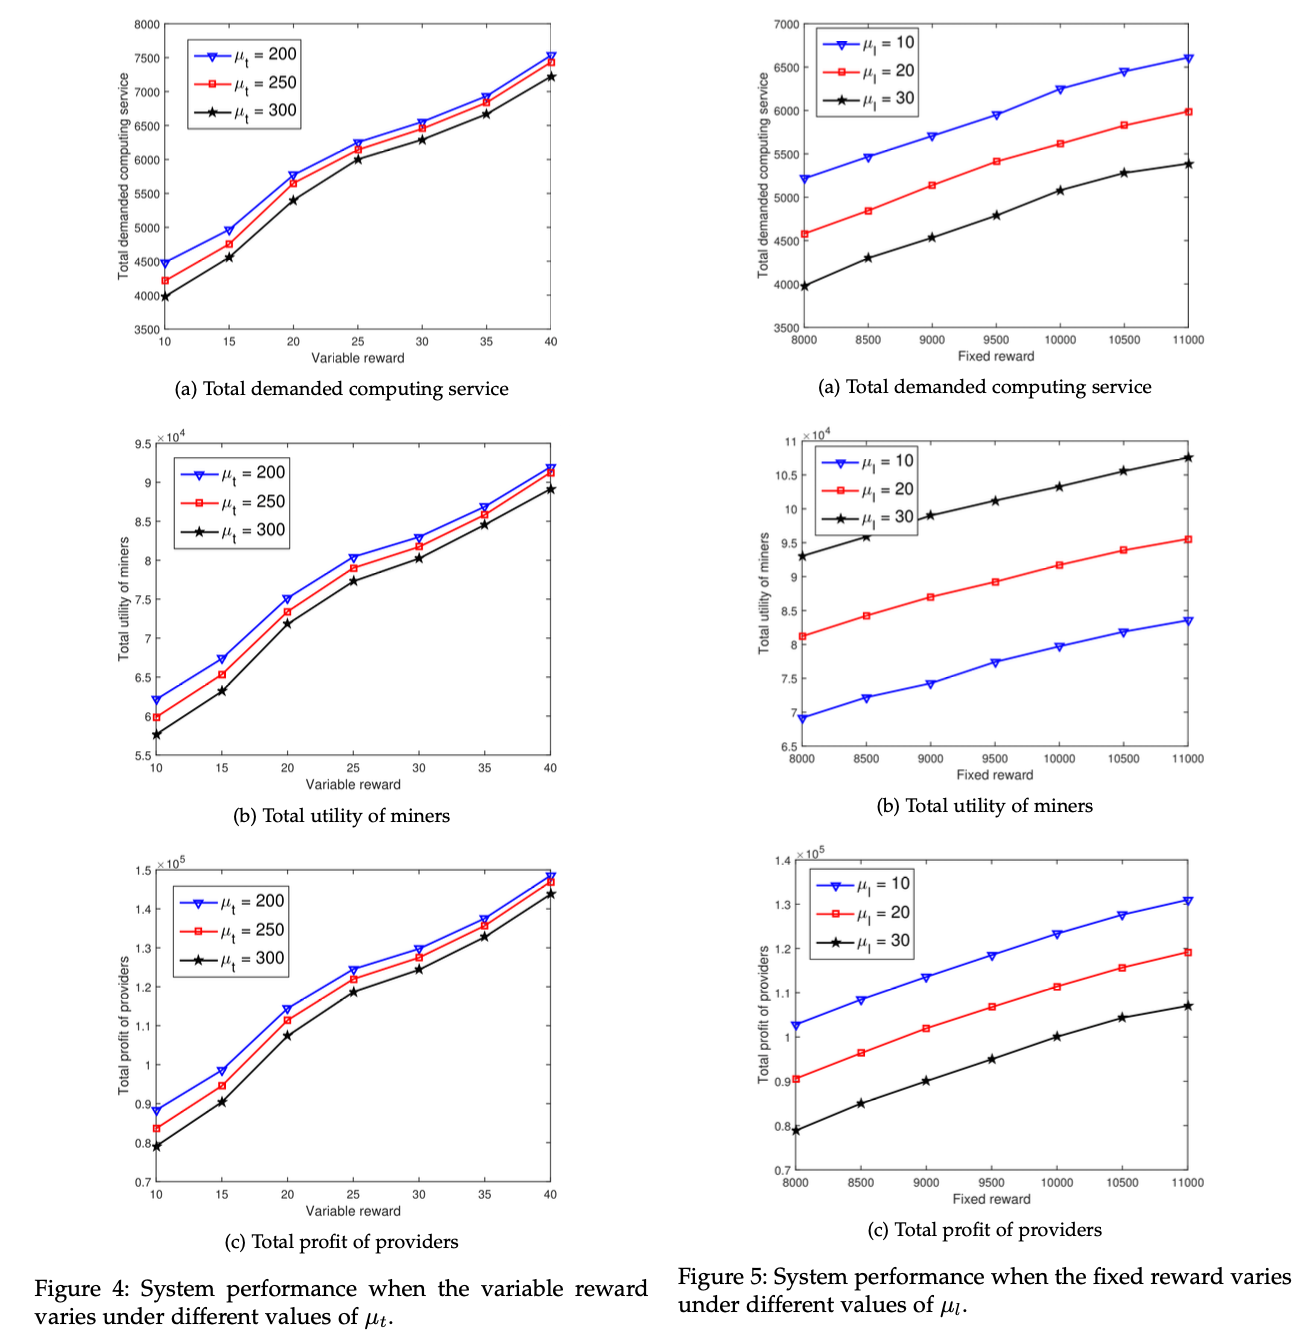 8000
7500
7000
6500
6000
5500
5000
4500
4000
3500
Total demanded computing service
μt = 200
μt = 250
μt = 300
10 15 20 25 30 35 40
Variable reward
(a) Total demanded computing service
×10^4
9.5
9
8.5
8
7.5
7
6.5
6
5.5
Total utility of miners
μt = 200
μt = 250
μt = 300
10 15 20 25 30 35 40
Variable reward
(b) Total utility of miners
×10^5
1.5
1.4
1.3
1.2
1.1
1
0.9
0.8
0.7
Total profit of providers
μt = 200
μt = 250
μt = 300
10 15 20 25 30 35 40
Variable reward
(c) Total profit of providers
Figure 4: System performance when the variable reward
varies under different values of μt.
7000
6500
6000
5500
5000
4500
4000
3500
Total demanded computing service
μl = 10
μl = 20
μl = 30
8000 8500 9000 9500 10000 10500 11000
Fixed reward
(a) Total demanded computing service
×10^4
11
10.5
10
9.5
9
8.5
8
7.5
7
6.5
Total utility of miners
μl = 10
μl = 20
μl = 30
8000 8500 9000 9500 10000 10500 11000
Fixed reward
(b) Total utility of miners
×10^5
1.4
1.3
1.2
1.1
1
0.9
0.8
0.7
Total profit of providers
μl = 10
μl = 20
μl = 30
8000 8500 9000 9500 10000 10500 11000
Fixed reward
(c) Total profit of providers
Figure 5: System performance when the fixed reward varies
under different values of μl.